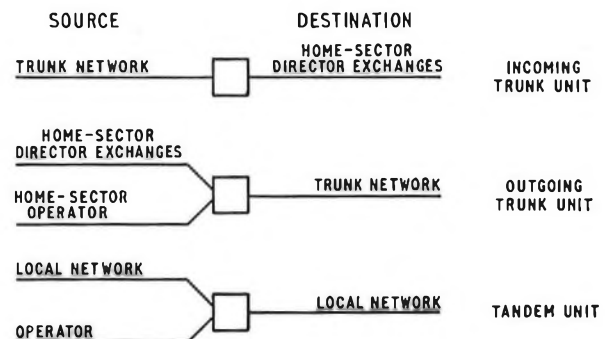 SOURCE
DESTINATION
TRUNK NETWORK
HOME-SECTOR
DIRECTOR EXCHANGES
INCOMING
TRUNK UNIT
HOME-SECTOR
DIRECTOR EXCHANGES
HOME-SECTOR
OPERATOR
TRUNK NETWORK
OUTGOING
TRUNK UNIT
LOCAL NETWORK
OPERATOR
LOCAL NETWORK
TANDEM UNIT